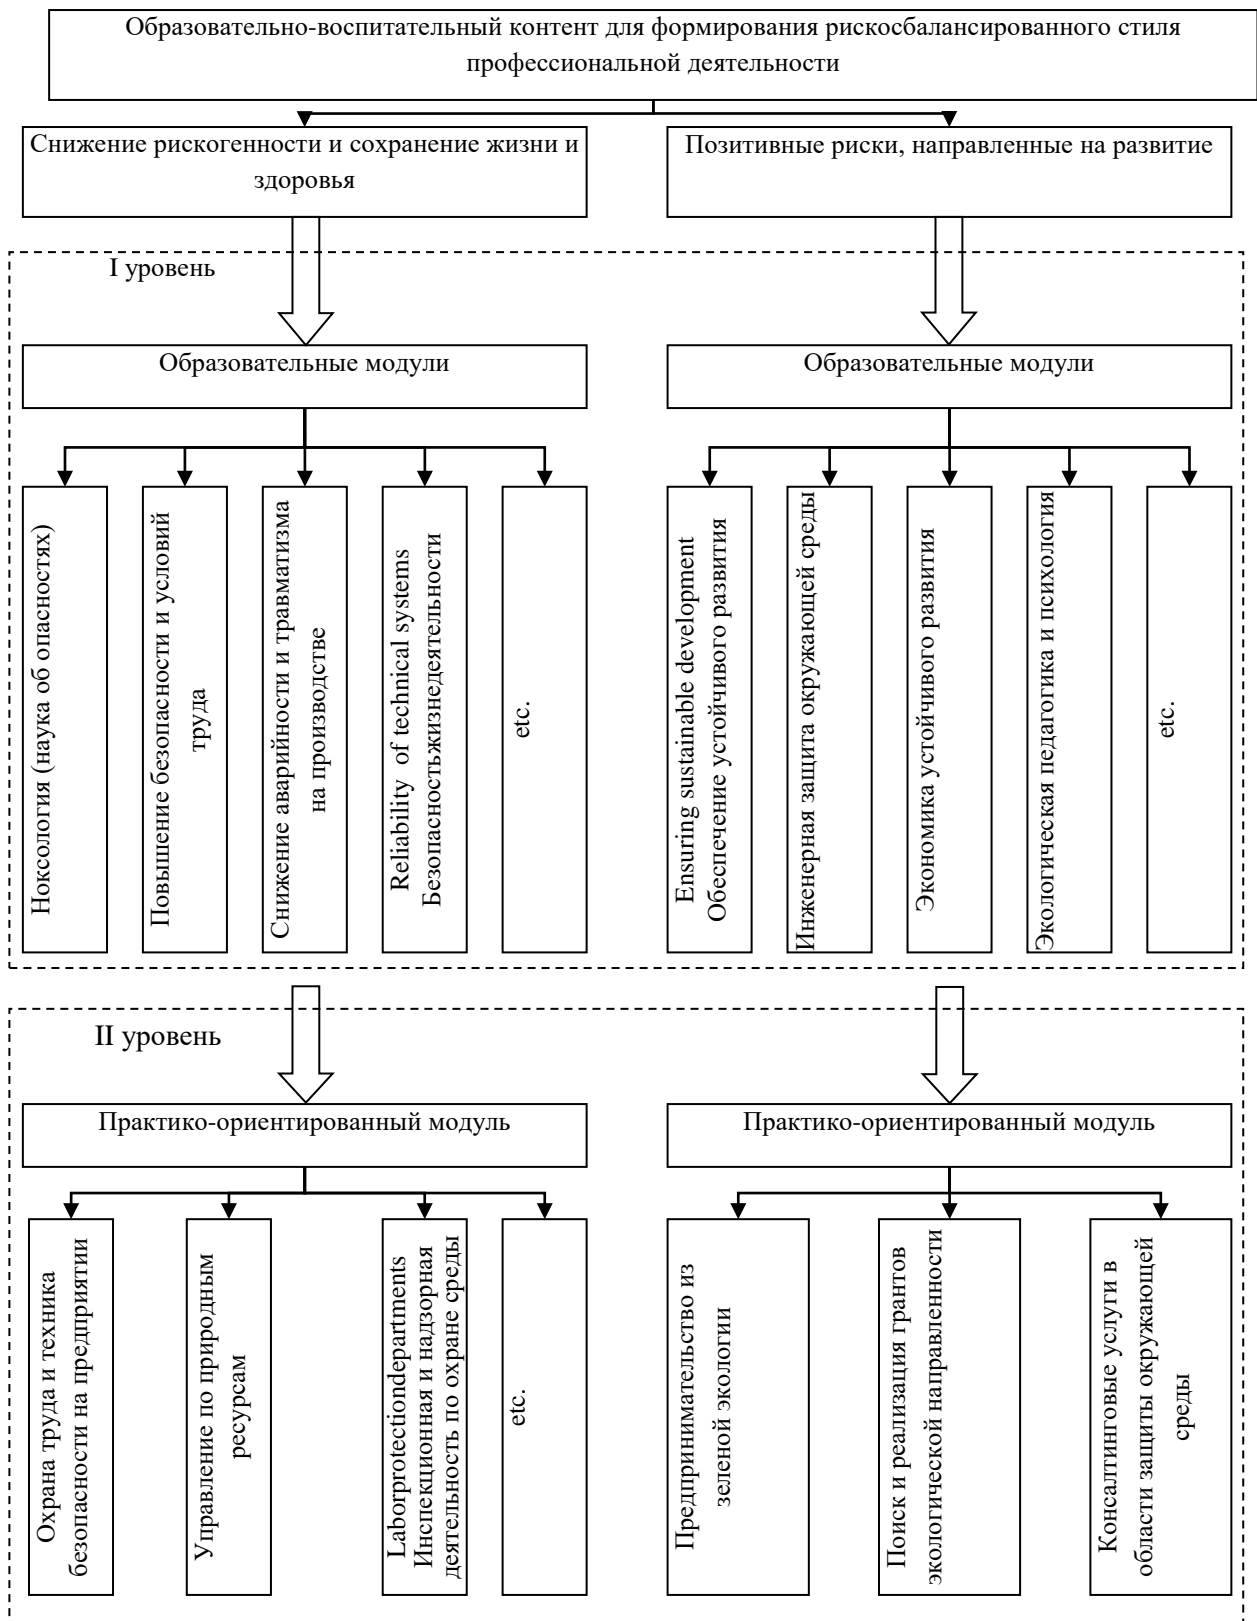 Образовательно-воспитательный контент для формирования рискосбалансированного стиля
профессиональной деятельности
Снижение рискогенности и сохранение жизни и
здоровья
Позитивные риски, направленные на развитие
I уровень
Образовательные модули
Образовательные модули
Ноксология (наука об опасностях)
Повышение безопасности и условий
труда
Снижение аварийности и травматизма
на производстве
Reliability of technical systems
Безопасностьжизнедеятельности
etc.
Ensuring sustainable development
Обеспечение устойчивого развития
Инженерная защита окружающей среды
Экономика устойчивого развития
Экологическая педагогика и психология
etc.
II уровень
Практико-ориентированный модуль
Практико-ориентированный модуль
Охрана труда и техника
безопасности на предприятии
Управление по природным
ресурсам
Laborprotectiondepartments
Инспекционная и надзорная
деятельность по охране среды
etc.
Предпринимательство из
зеленой экологии
Поиск и реализация грантов
экологической направленности
Консалтинговые услуги в
области защиты окружающей
среды